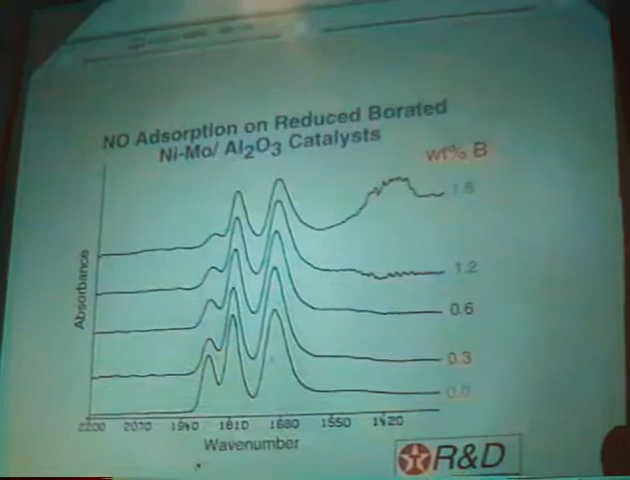 NO Adsorption on Reduced Borated
Ni-Mo/ Al2O3 Catalysts
wt% B
1.8
1.2
0.6
0.3
0.0
Absorbance
2200 2070 1940 1810 1680 1550 1420
Wavenumber
R&D